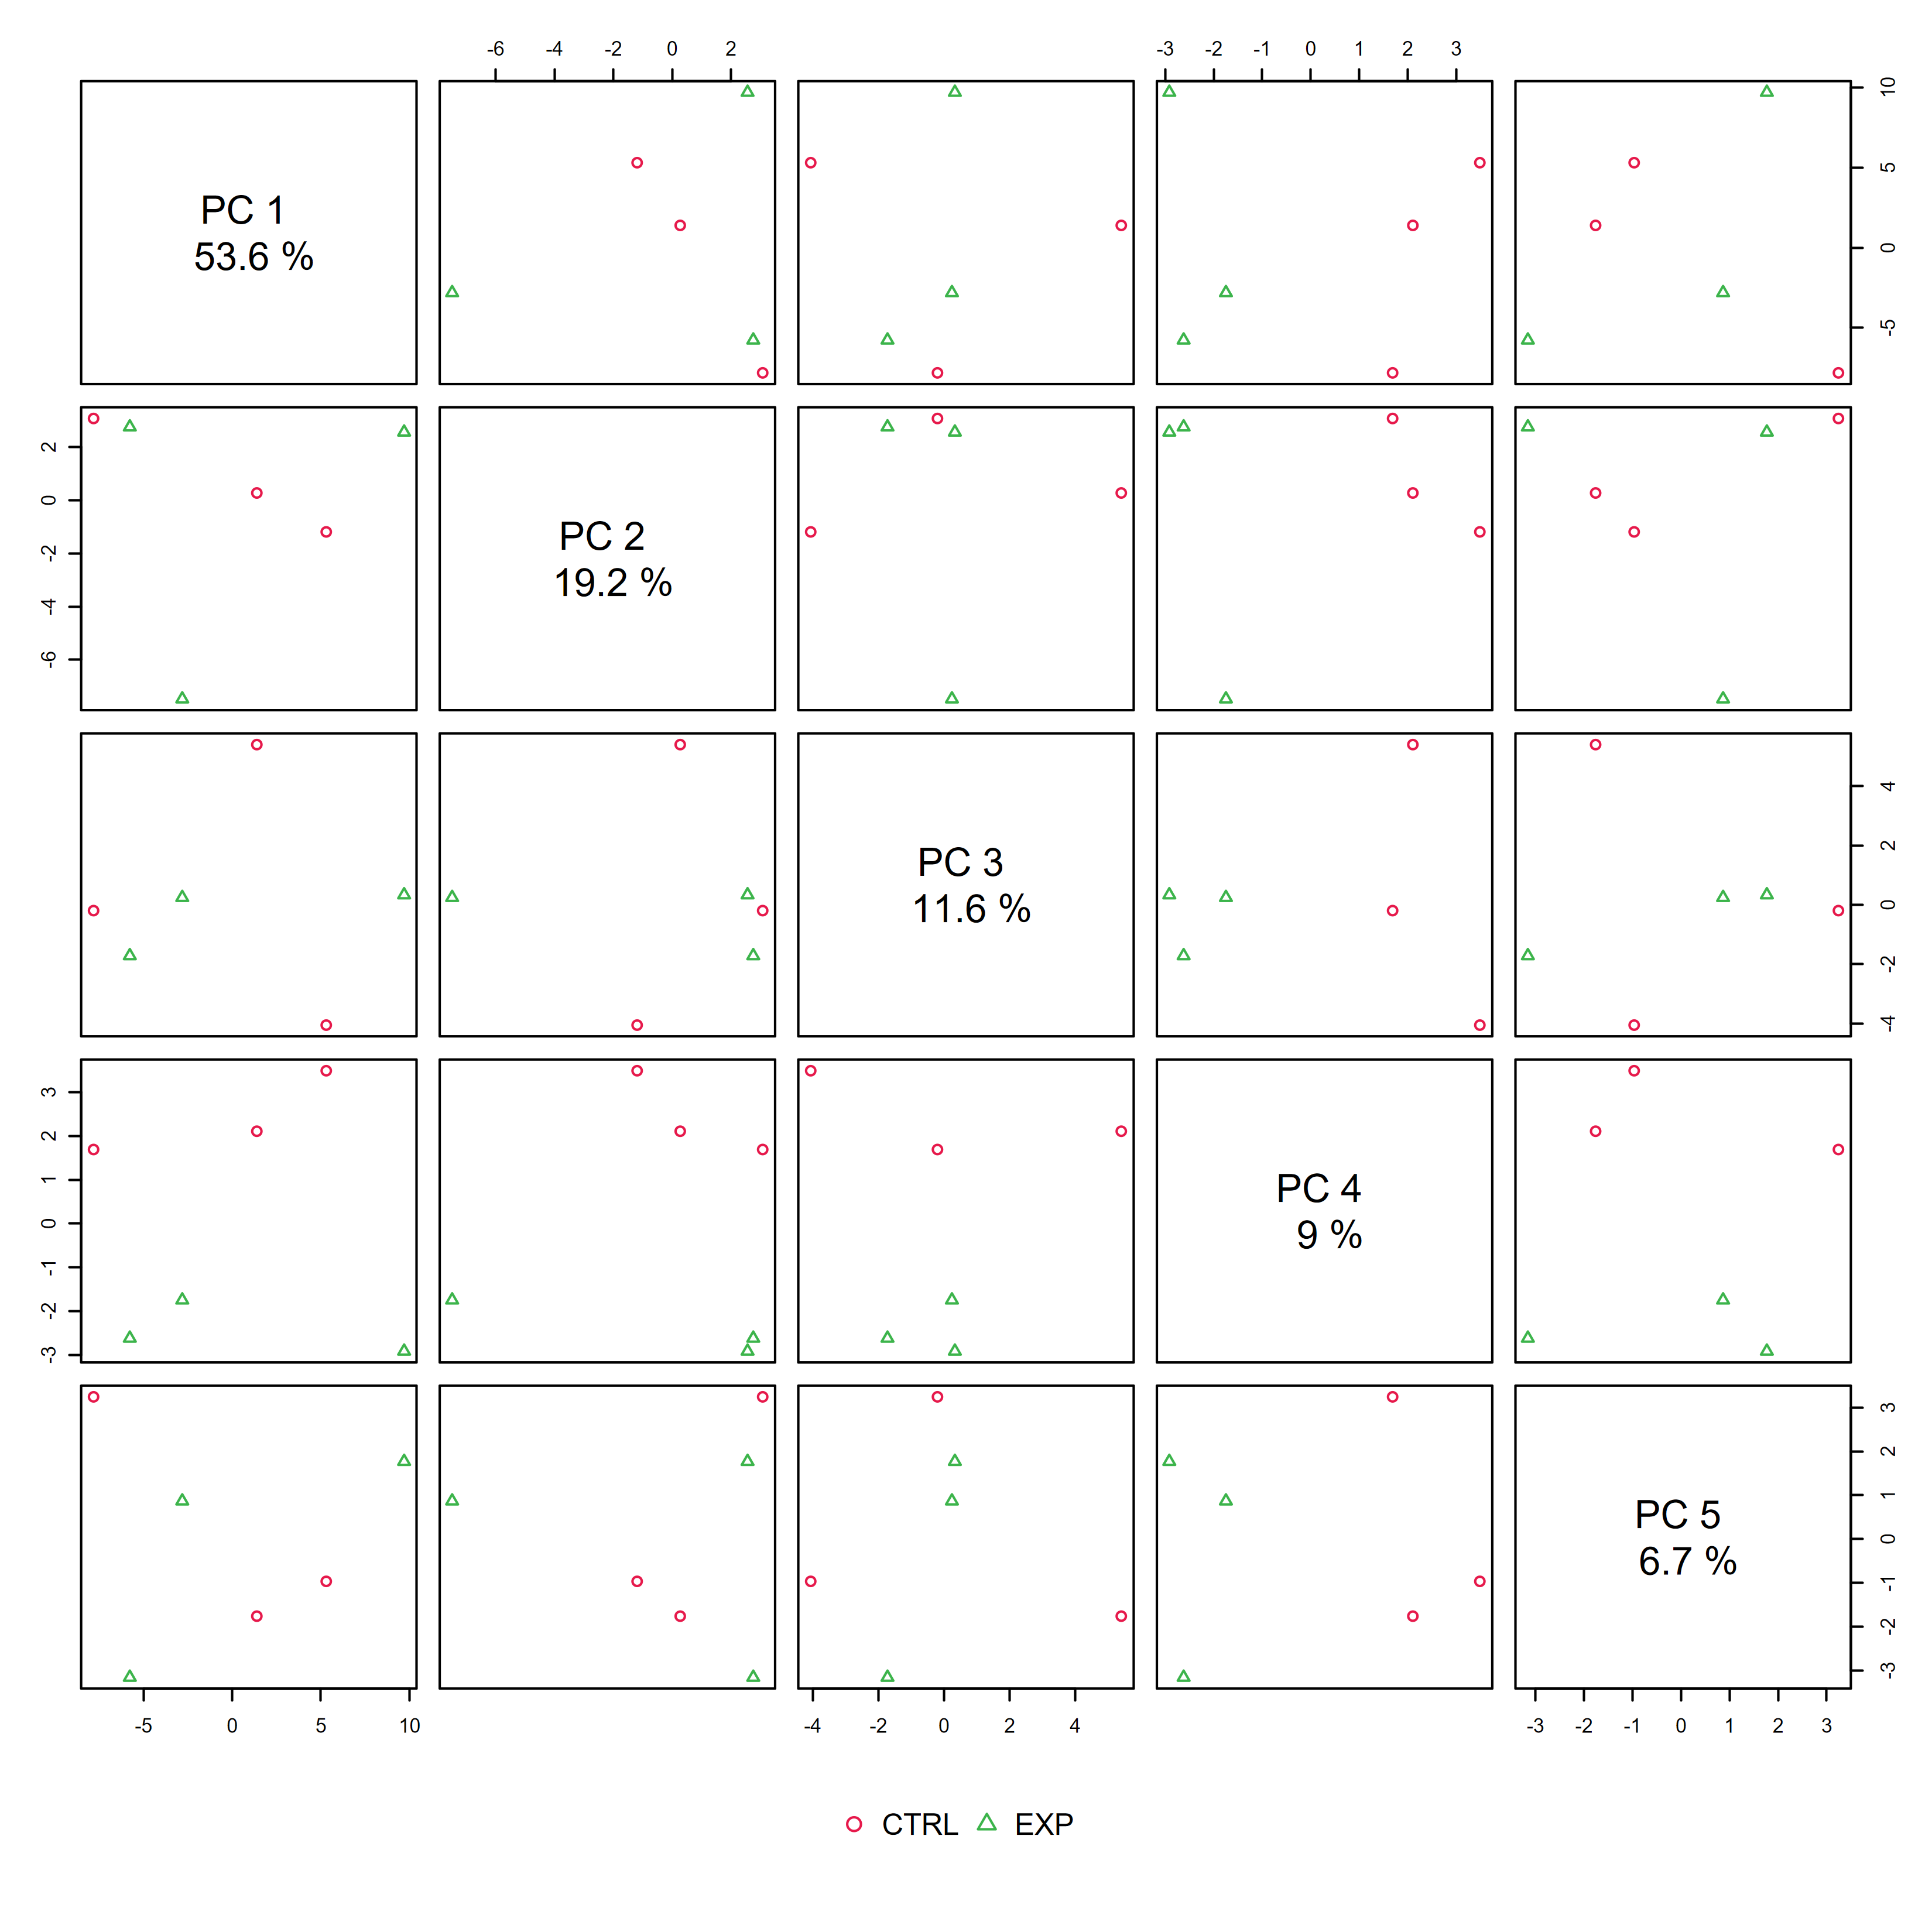 -6 -4 -2 0 2
-3 -2 -1 0 1 2 3
PC 1
53.6 %
-5 0 5 10
-6 -4 -2 0 2
PC 2
19.2 %
PC 3
11.6 %
-4 -2 0 2 4
-3 -2 -1 0 1 2 3
PC 4
9 %
PC 5
6.7 %
-3 -2 -1 0 1 2 3
-5 0 5 10
-4 -2 0 2 4
-3 -2 -1 0 1 2 3
CTRL EXP